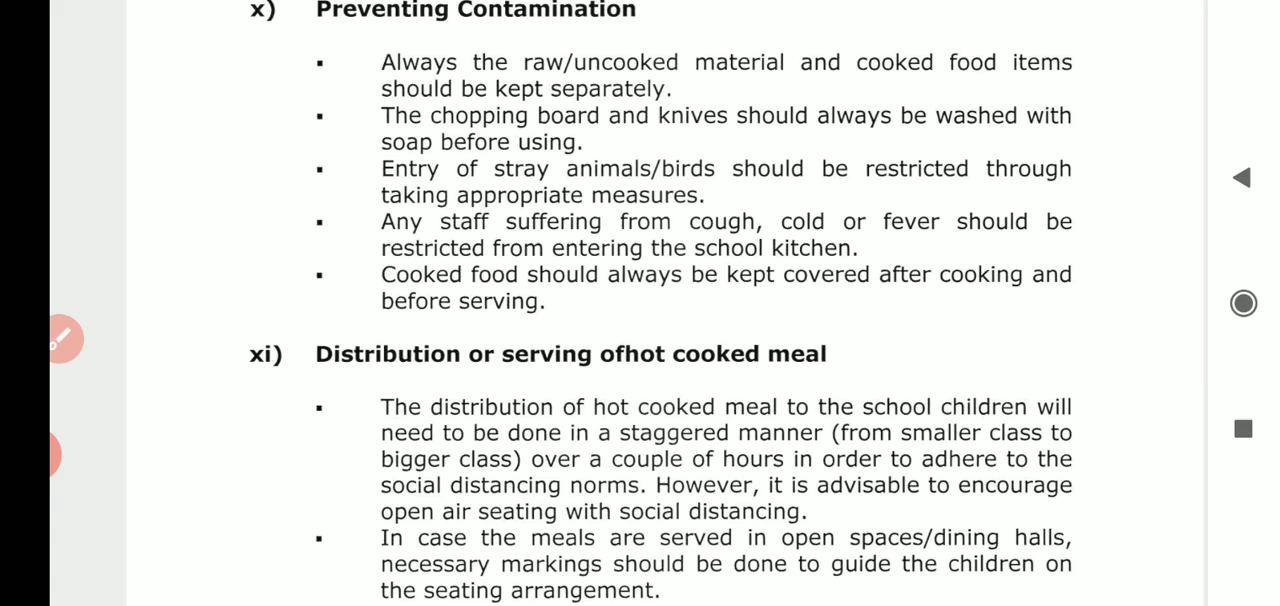 x) Preventing Contamination
▪ Always the raw/uncooked material and cooked food items
should be kept separately.
▪ The chopping board and knives should always be washed with
soap before using.
▪ Entry of stray animals/birds should be restricted through
taking appropriate measures.
▪ Any staff suffering from cough, cold or fever should be
restricted from entering the school kitchen.
▪ Cooked food should always be kept covered after cooking and
before serving.
xi) Distribution or serving ofhot cooked meal
▪ The distribution of hot cooked meal to the school children will
need to be done in a staggered manner (from smaller class to
bigger class) over a couple of hours in order to adhere to the
social distancing norms. However, it is advisable to encourage
open air seating with social distancing.
▪ In case the meals are served in open spaces/dining halls,
necessary markings should be done to guide the children on
the seating arrangement.